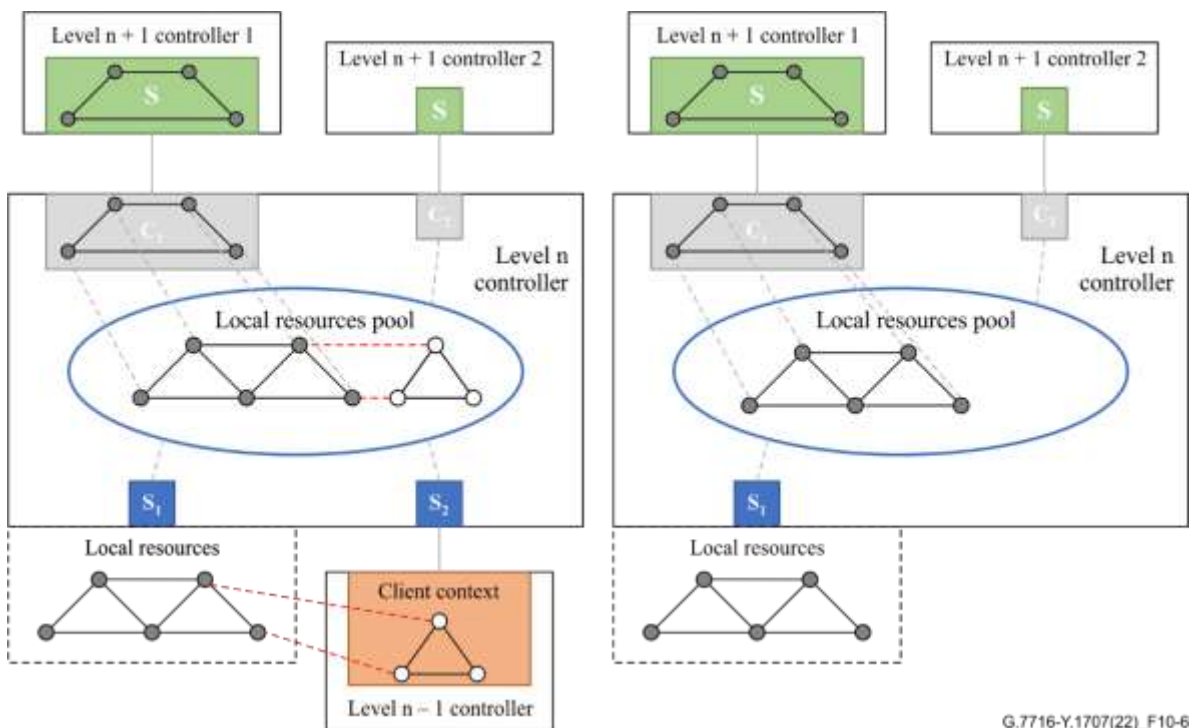 Level n + 1 controller 1
Level n + 1 controller 2
Level n + 1 controller 1
Level n + 1 controller 2
S
S
S
S
C₁
C₂
C₁
C₂
Level n
controller
Level n
controller
Local resources pool
Local resources pool
S₁
S₂
S₁
Local resources
Client context
Local resources
Level n – 1 controller
G.7716-Y.1707(22)_F10-6